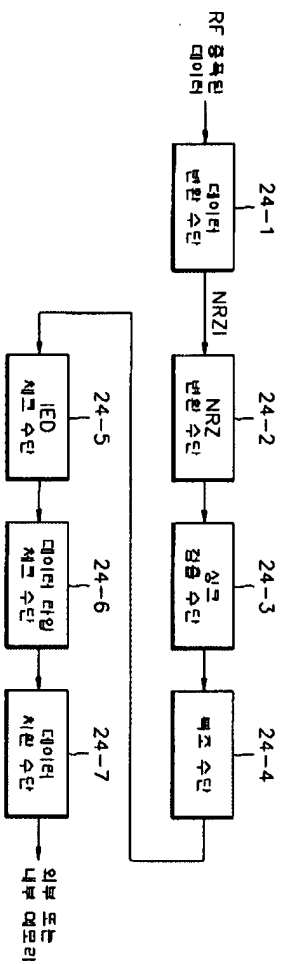 RF 증폭된
데이터
24-1
데이터
변환 수단
NRZI
24-2
NRZ
변환 수단
24-3
싱크
검출 수단
24-4
복조 수단
24-5
IED
체크 수단
24-6
데이터 타입
체크 수단
24-7
데이터
치환 수단
외부 또는
내부 메모리